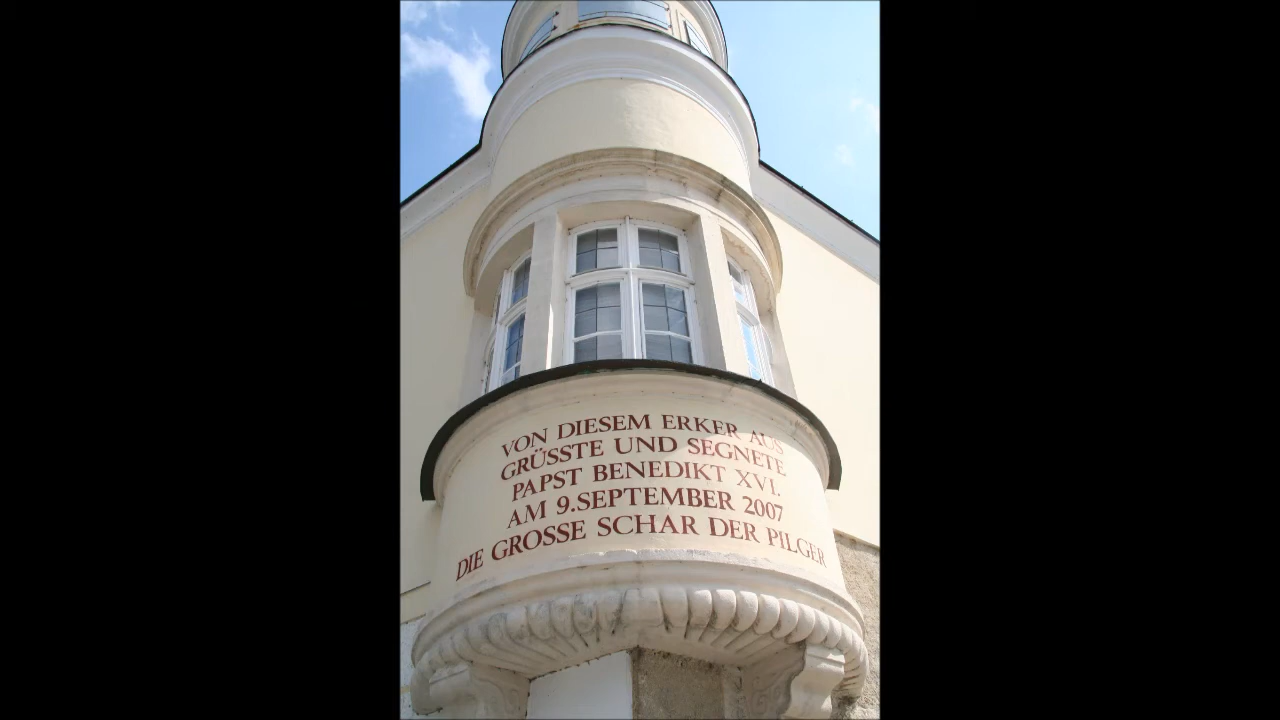 VON DIESEM ERKER AUS
GRÜSSTE UND SEGNETE
PAPST BENEDIKT XVI.
AM 9.SEPTEMBER 2007
DIE GROSSE SCHAR DER PILGER